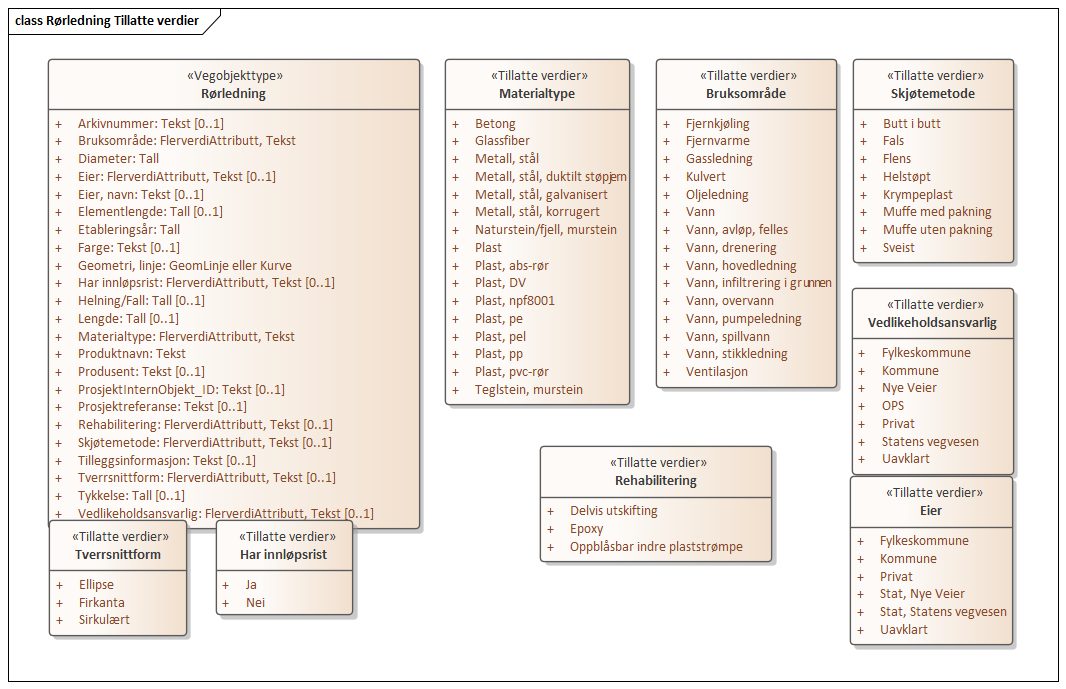 class Rørledning Tillatte verdier
«Vegobjekttype»
Rørledning
+ Arkivnummer: Tekst [0..1]
+ Bruksområde: FlerverdiAttributt, Tekst
+ Diameter: Tall
+ Eier: FlerverdiAttributt, Tekst [0..1]
+ Eier, navn: Tekst [0..1]
+ Elementlengde: Tall [0..1]
+ Etableringsår: Tall
+ Farge: Tekst [0..1]
+ Geometri, linje: GeomLinje eller Kurve
+ Har innløpsrist: FlerverdiAttributt, Tekst [0..1]
+ Helning/Fall: Tall [0..1]
+ Lengde: Tall [0..1]
+ Materialtype: FlerverdiAttributt, Tekst
+ Produktnavn: Tekst
+ Produsent: Tekst [0..1]
+ ProsjektInternObjekt_ID: Tekst [0..1]
+ Prosjektreferanse: Tekst [0..1]
+ Rehabilitering: FlerverdiAttributt, Tekst [0..1]
+ Skjøtemetode: FlerverdiAttributt, Tekst [0..1]
+ Tilleggsinformasjon: Tekst [0..1]
+ Tverrsnittform: FlerverdiAttributt, Tekst [0..1]
+ Tykkelse: Tall [0..1]
+ Vedlikeholdsansvarlig: FlerverdiAttributt, Tekst [0..1]
«Tillatte verdier»
Materialtype
+ Betong
+ Glassfiber
+ Metall, stål
+ Metall, stål, duktilt støpjern
+ Metall, stål, galvanisert
+ Metall, stål, korrugert
+ Naturstein/fjell, murstein
+ Plast
+ Plast, abs-rør
+ Plast, DV
+ Plast, npf8001
+ Plast, pe
+ Plast, pel
+ Plast, pp
+ Plast, pvc-rør
+ Teglstein, murstein
«Tillatte verdier»
Bruksområde
+ Fjernkjøling
+ Fjernvarme
+ Gassledning
+ Kulvert
+ Oljeledning
+ Vann
+ Vann, avløp, felles
+ Vann, drenering
+ Vann, hovedledning
+ Vann, infiltrering i grunnen
+ Vann, overvann
+ Vann, pumpeledning
+ Vann, spillvann
+ Vann, stikkledning
+ Ventilasjon
«Tillatte verdier»
Skjøtemetode
+ Butt i butt
+ Fals
+ Flens
+ Helstøpt
+ Krympeplast
+ Muffe med pakning
+ Muffe uten pakning
+ Sveist
«Tillatte verdier»
Vedlikeholdsansvarlig
+ Fylkeskommune
+ Kommune
+ Nye Veier
+ OPS
+ Privat
+ Statens vegvesen
+ Uavklart
«Tillatte verdier»
Eier
+ Fylkeskommune
+ Kommune
+ Privat
+ Stat, Nye Veier
+ Stat, Statens vegvesen
+ Uavklart
«Tillatte verdier»
Rehabilitering
+ Delvis utskifting
+ Epoxy
+ Oppblåsbar indre plaststrømpe
«Tillatte verdier»
Tverrsnittform
+ Ellipse
+ Firkanta
+ Sirkulært
«Tillatte verdier»
Har innløpsrist
+ Ja
+ Nei